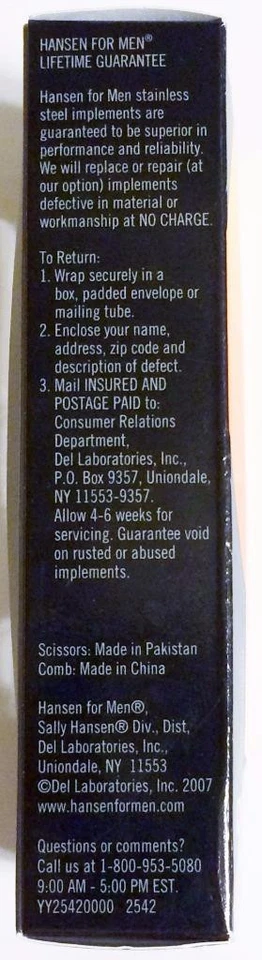 HANSEN FOR MEN®
LIFETIME GUARANTEE
Hansen for Men stainless
steel implements are
guaranteed to be superior in
performance and reliability.
We will replace or repair (at
our option) implements
defective in material or
workmanship at NO CHARGE.
To Return:
1. Wrap securely in a
box, padded envelope or
mailing tube.
2. Enclose your name,
address, zip code and
description of defect.
3. Mail INSURED AND
POSTAGE PAID to:
Consumer Relations
Department,
Del Laboratories, Inc.,
P.O. Box 9357, Uniondale,
NY 11553-9357.
Allow 4-6 weeks for
servicing. Guarantee void
on rusted or abused
implements.
Scissors: Made in Pakistan
Comb: Made in China
Hansen for Men®,
Sally Hansen® Div., Dist,
Del Laboratories, Inc.,
Uniondale, NY 11553
©Del Laboratories, Inc. 2007
www.hansenformen.com
Questions or comments?
Call us at 1-800-953-5080
9:00 AM - 5:00 PM EST.
YY25420000 2542